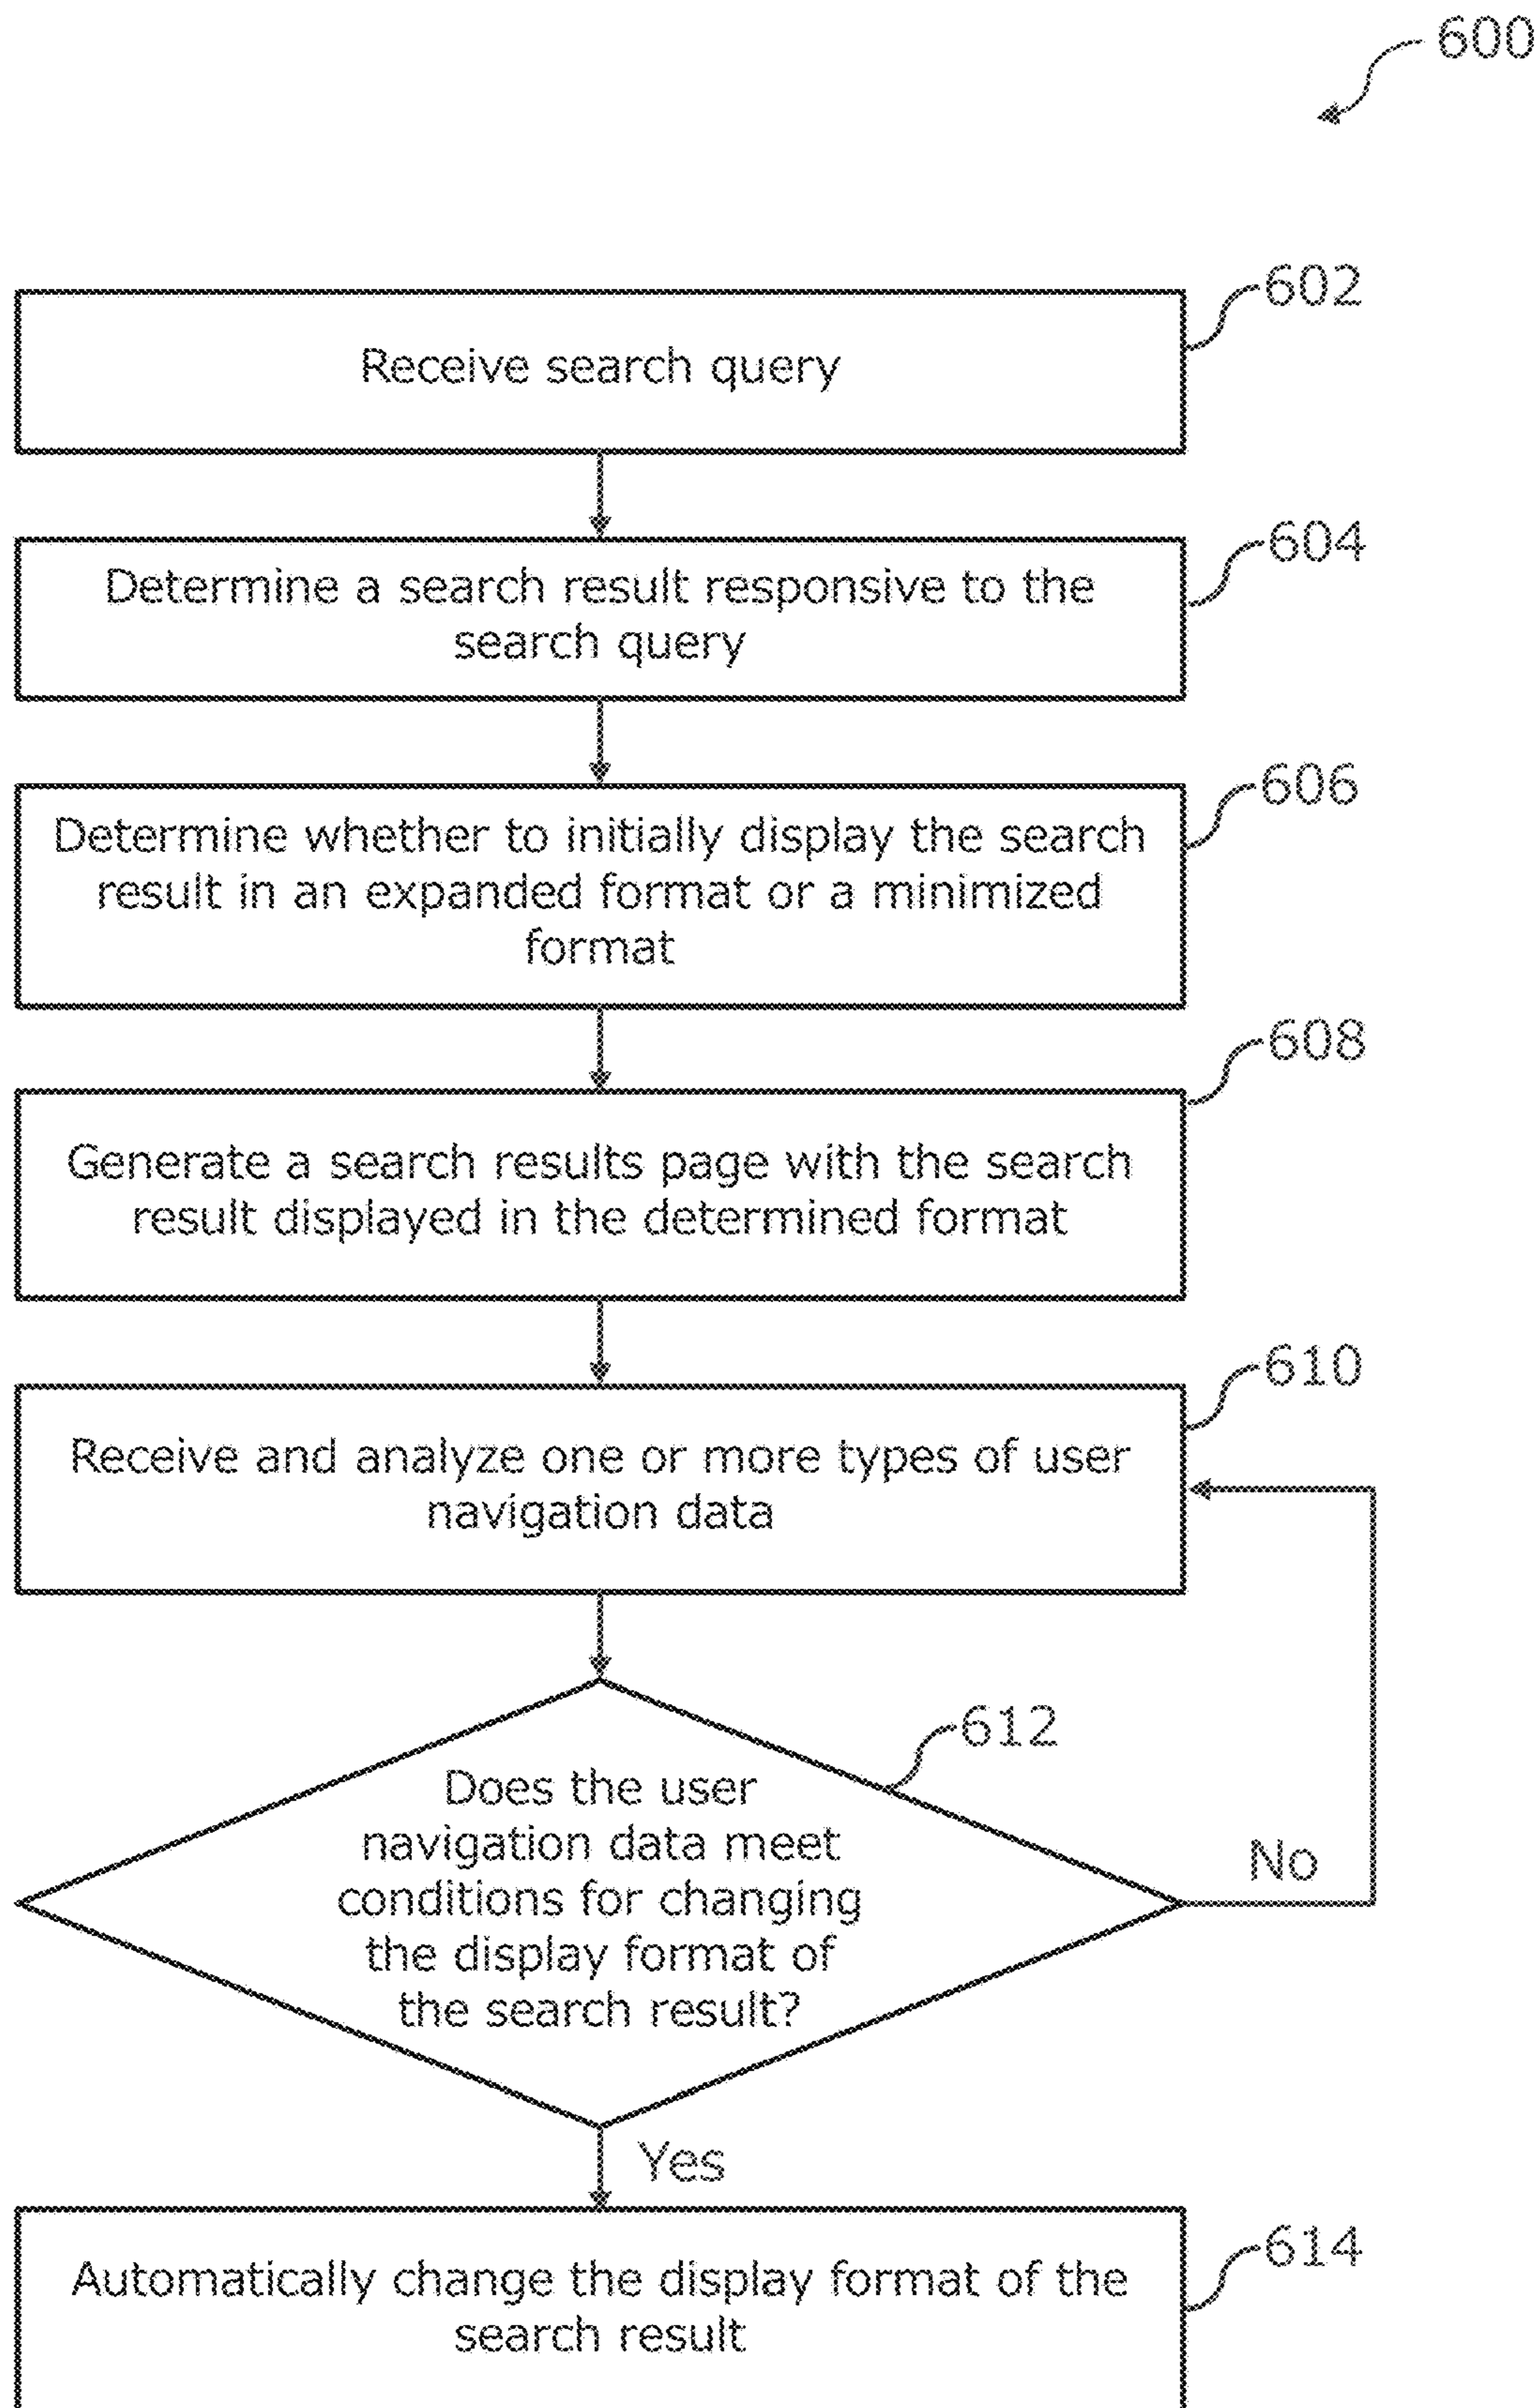 600
602
Receive search query
604
Determine a search result responsive to the
search query
606
Determine whether to initially display the search
result in an expanded format or a minimized
format
608
Generate a search results page with the search
result displayed in the determined format
610
Receive and analyze one or more types of user
navigation data
612
Does the user
navigation data meet
conditions for changing
the display format of
the search result?
No
Yes
614
Automatically change the display format of the
search result